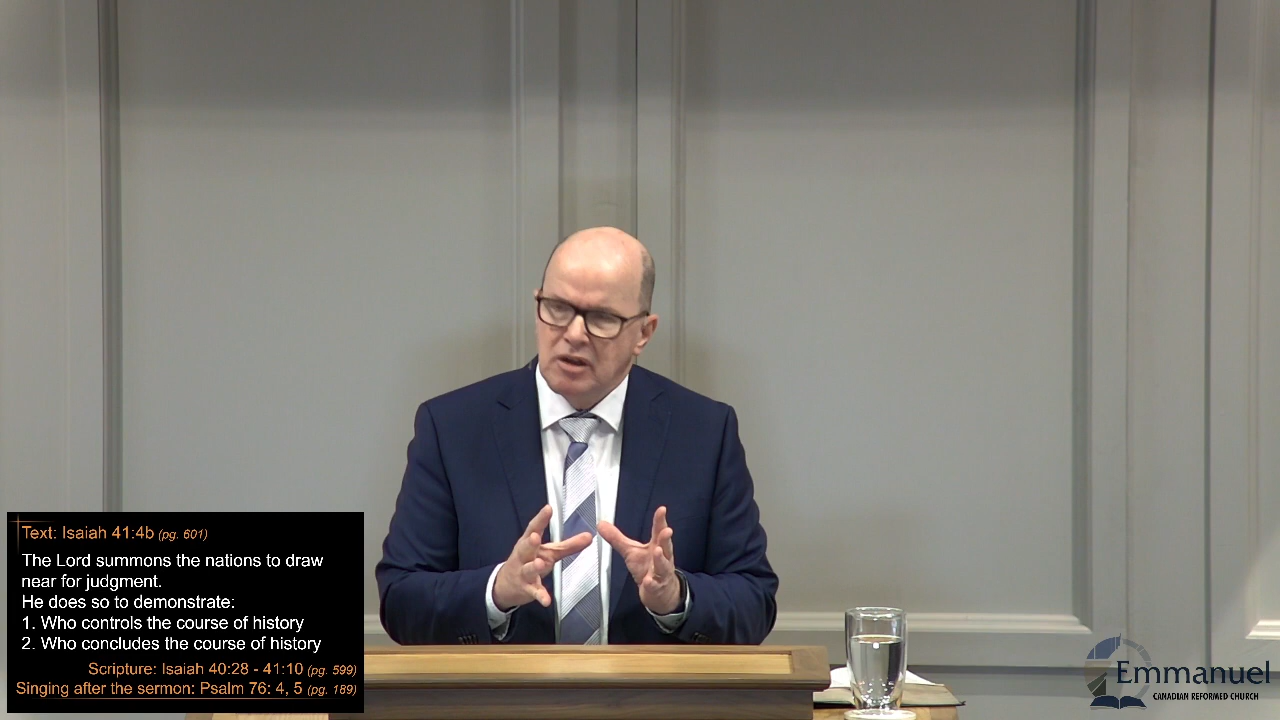 Text: Isaiah 41:4b (pg. 601)
The Lord summons the nations to draw
near for judgment.
He does so to demonstrate:
1. Who controls the course of history
2. Who concludes the course of history
Scripture: Isaiah 40:28 - 41:10 (pg. 599)
Singing after the sermon: Psalm 76: 4, 5 (pg. 189)
Emmanuel
CANADIAN REFORMED CHURCH